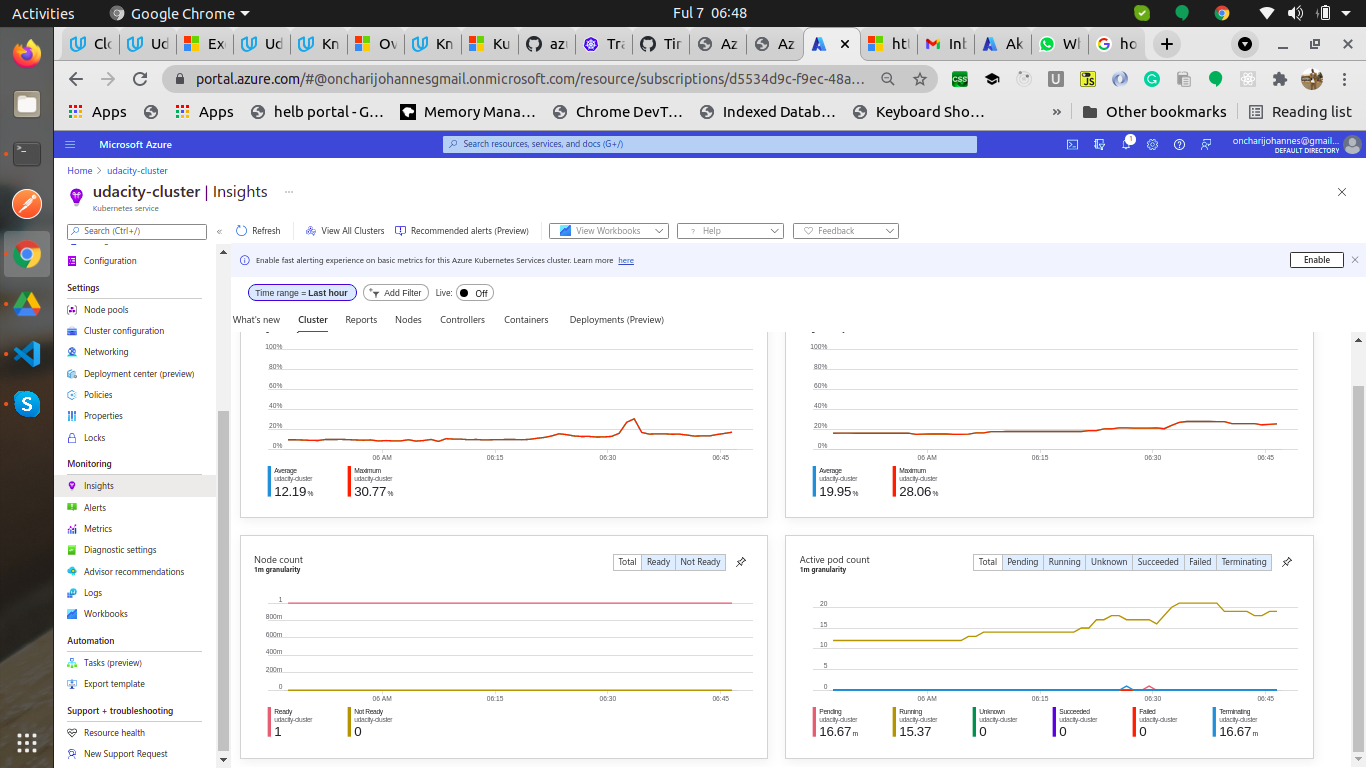 Activities Google Chrome Ful 7 06:48
Clo Ud Ex Ud Kn Ov Kn Ku azu Tra Tir Az Az htt Inb Ak Wh ho
portal.azure.com/#@oncharijohannesgmail.onmicrosoft.com/resource/subscriptions/d5534d9c-f9ec-48a...
Apps Apps helb portal - G... Memory Mana... Chrome DevT... Indexed Datab... Keyboard Sho... » Other bookmarks Reading list
Microsoft Azure Search resources, services, and docs (G+/) 1 oncharijohannes@gmail... DEFAULT DIRECTORY
Home > udacity-cluster
udacity-cluster | Insights ...
Kubernetes service
Search (Ctrl+/) « Refresh View All Clusters Recommended alerts (Preview) View Workbooks ? Help Feedback
Configuration
Settings
Node pools
Cluster configuration
Networking
Deployment center (preview)
Policies
Properties
Locks
Monitoring
Insights
Alerts
Metrics
Diagnostic settings
Advisor recommendations
Logs
Workbooks
Automation
Tasks (preview)
Export template
Support + troubleshooting
Resource health
New Support Request
Enable fast alerting experience on basic metrics for this Azure Kubernetes Services cluster. Learn more here Enable
Time range = Last hour Add Filter Live: Off
What's new Cluster Reports Nodes Controllers Containers Deployments (Preview)
100%
80%
60%
40%
20%
0%
06 AM 06:15 06:30 06:45
Average Maximum
udacity-cluster udacity-cluster
12.19 % 30.77 %
100%
80%
60%
40%
20%
0%
06 AM 06:15 06:30 06:45
Average Maximum
udacity-cluster udacity-cluster
19.95 % 28.06 %
Node count Total Ready Not Ready
1m granularity
1
800m
600m
400m
200m
0
06 AM 06:15 06:30 06:45
Ready Not Ready
udacity-cluster udacity-cluster
1 0
Active pod count Total Pending Running Unknown Succeeded Failed Terminating
1m granularity
20
15
10
5
0
06 AM 06:15 06:30 06:45
Pending Running Unknown Succeeded Failed Terminating
udacity-cluster udacity-cluster udacity-cluster udacity-cluster udacity-cluster udacity-cluster
16.67 m 15.37 0 0 0 16.67 m